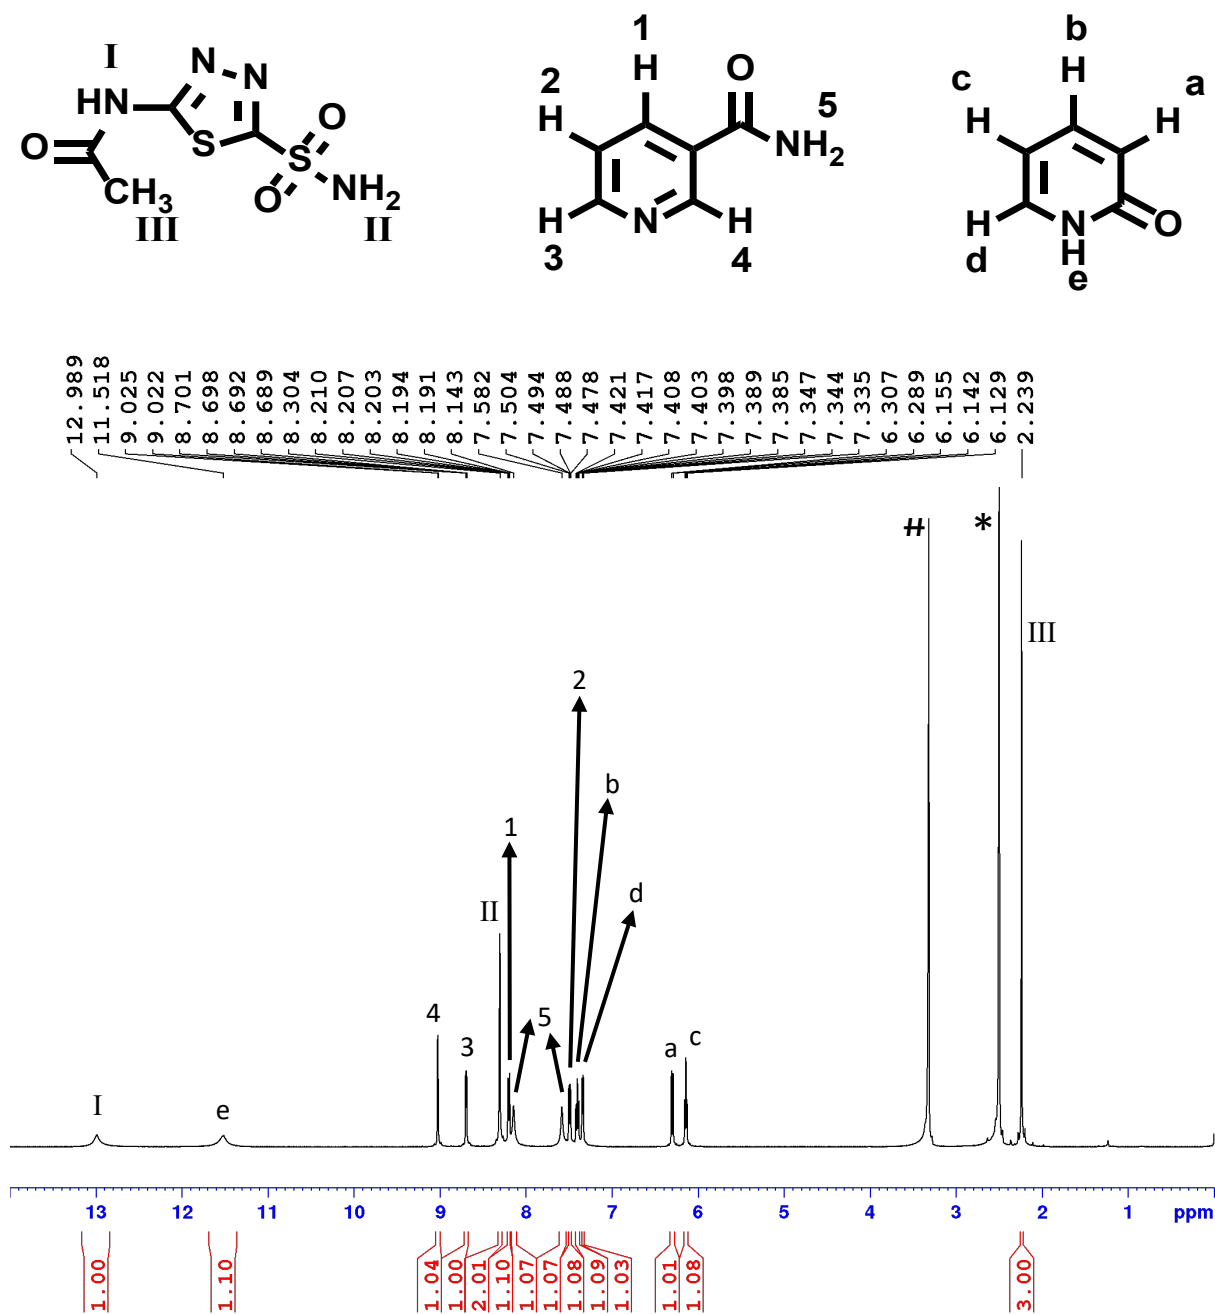 I
HN
N
N
S
O
CH3
III
S
O
O
NH2
II
1
H
2
H
O
5
NH2
H
3
N
H
4
b
H
c
H
a
H
H
d
N
H
e
O
12.989
11.518
9.025
9.022
8.701
8.698
8.692
8.689
8.304
8.210
8.207
8.203
8.194
8.191
8.143
7.582
7.504
7.494
7.488
7.478
7.421
7.417
7.408
7.403
7.398
7.389
7.385
7.347
7.344
7.335
6.307
6.289
6.155
6.142
6.129
2.239
#
*
III
2
b
1
d
II
4
5
3
a
c
I
e
13 12 11 10 9 8 7 6 5 4 3 2 1 ppm
1.00
1.10
1.04
1.00
2.01
1.10
1.07
1.07
1.08
1.09
1.03
1.01
1.08
3.00